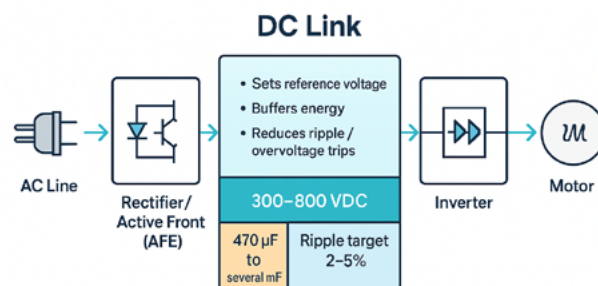 DC Link
• Sets reference voltage
• Buffers energy
• Reduces ripple /
overvoltage trips
AC Line
Rectifier/
Active Front
(AFE)
300–800 VDC
470 µF
to
several mF
Ripple target
2–5%
Inverter
M
Motor